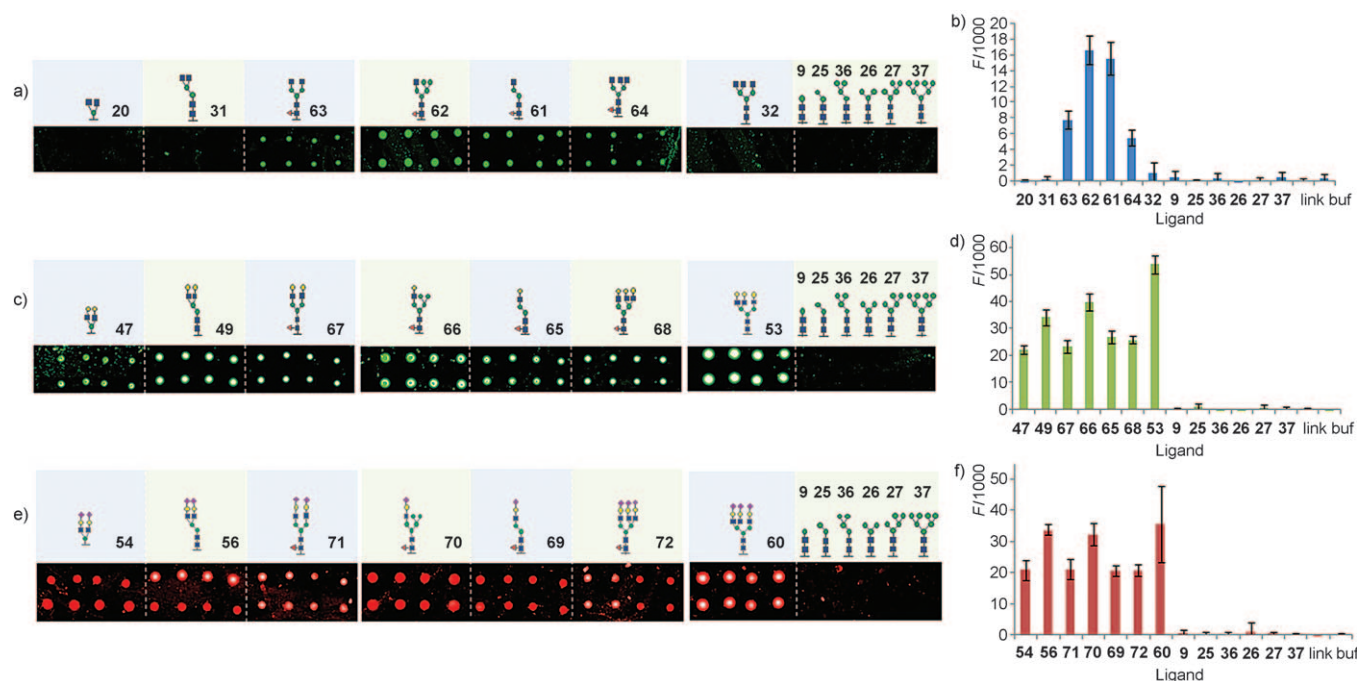 a)
20 31 63 62 61 64 32 9 25 36 26 27 37
b)
F/1000
20
18
16
14
12
10
8
6
4
2
0
20 31 63 62 61 64 32 9 25 36 26 27 37 link buf
Ligand
c)
47 49 67 66 65 68 53 9 25 36 26 27 37
d)
F/1000
60
50
40
30
20
10
0
47 49 67 66 65 68 53 9 25 36 26 27 37 link buf
Ligand
e)
54 56 71 70 69 72 60 9 25 36 26 27 37
f)
F/1000
50
40
30
20
10
0
54 56 71 70 69 72 60 9 25 36 26 27 37 link buf
Ligand